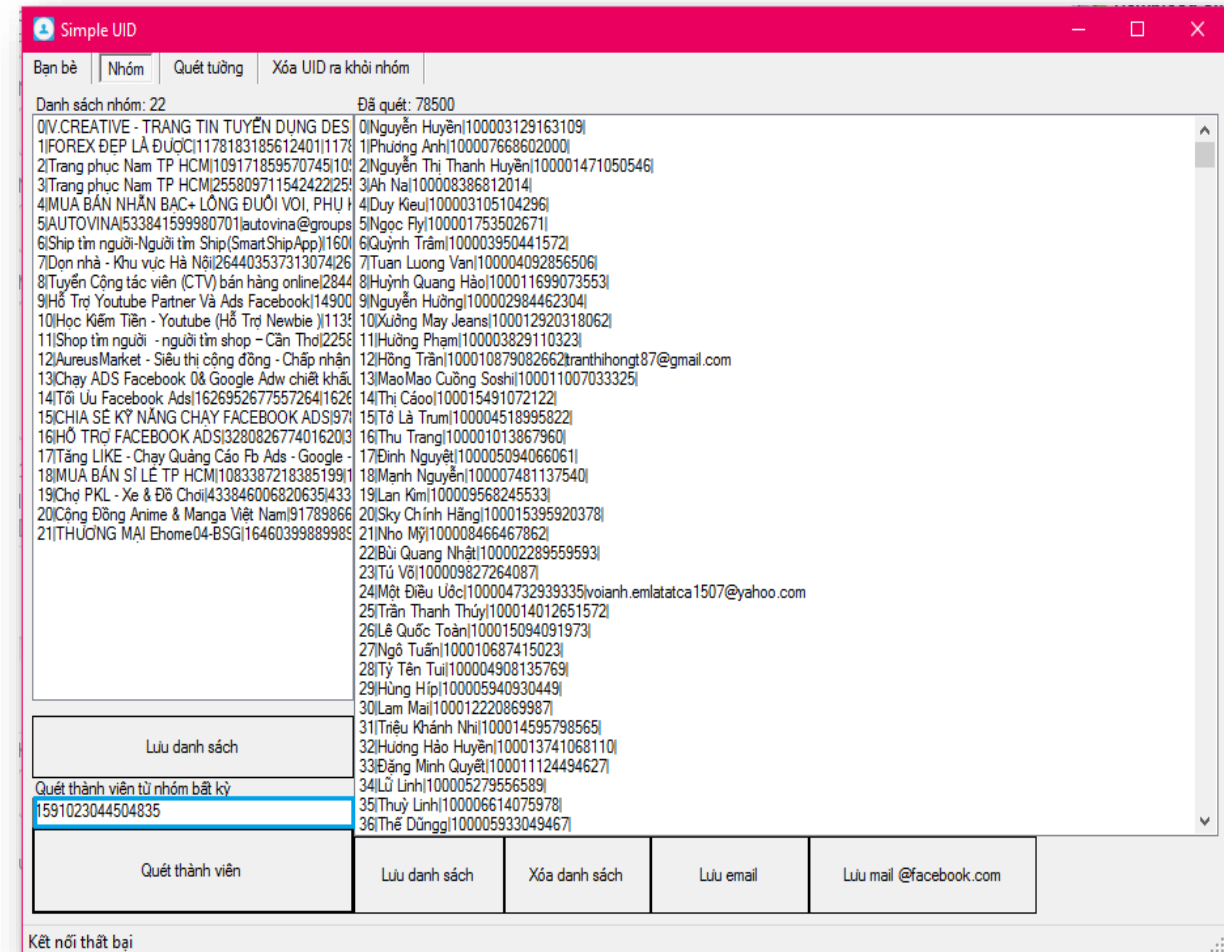 Simple UID
Bạn bè
Nhóm
Quét tường
Xóa UID ra khỏi nhóm
Danh sách nhóm: 22
0|V.CREATIVE - TRANG TIN TUYỂN DỤNG DES
1|FOREX ĐẸP LÀ ĐƯỢC|1178183185612401|1178
2|Trang phục Nam TP HCM|109171859570745|109
3|Trang phục Nam TP HCM|255809711542422|255
4|MUA BÁN NHẪN BẠC+ LÔNG ĐUÔI VOI, PHỤ
5|AUTOVINA|533841599980701|autovina@groups
6|Ship tìm người-Người tìm Ship(SmartShipApp)|160
7|Dọn nhà - Khu vực Hà Nội|264403537313074|26
8|Tuyển Cộng tác viên (CTV) bán hàng online|2844
9|Hỗ Trợ Youtube Partner Và Ads Facebook|14900
10|Học Kiếm Tiền - Youtube (Hỗ Trợ Newbie )|1135
11|Shop tìm người - người tìm shop – Cần Thơ|2258
12|AureusMarket - Siêu thị cộng đồng - Chấp nhận
13|Chạy ADS Facebook 0& Google Adw chiết khấu
14|Tối Ưu Facebook Ads|1626952677557264|1626
15|CHIA SẺ KỸ NĂNG CHẠY FACEBOOK ADS|97
16|HỖ TRỢ FACEBOOK ADS|328082677401620|3
17|Tăng LIKE - Chạy Quảng Cáo Fb Ads - Google -
18|MUA BÁN SỈ LẺ TP HCM|1083387218385199|1
19|Chợ PKL - Xe & Đồ Chơi|433846006820635|433
20|Cộng Đồng Anime & Manga Việt Nam|91789866
21|THƯƠNG MẠI Ehome04-BSG|1646039988998
Lưu danh sách
Quét thành viên từ nhóm bất kỳ
1591023044504835
Quét thành viên
Đã quét: 78500
0|Nguyễn Huyền|100003129163109|
1|Phương Anh|100007668602000|
2|Nguyễn Thị Thanh Huyền|100001471050546|
3|Ah Na|100008386812014|
4|Duy Kieu|100003105104296|
5|Ngọc Fly|100001753502671|
6|Quỳnh Trâm|100003950441572|
7|Tuan Luong Van|100004092856506|
8|Huỳnh Quang Hào|100011699073553|
9|Nguyễn Hường|100002984462304|
10|Xưởng May Jeans|100012920318062|
11|Hường Phạm|100003829110323|
12|Hồng Trần|100010879082662|tranthihongt87@gmail.com
13|MaoMao Cuồng Soshi|100011007033325|
14|Thị Cáoo|100015491072122|
15|Tớ Là Trum|100004518995822|
16|Thu Trang|100001013867960|
17|Đinh Nguyệt|100005094066061|
18|Mạnh Nguyễn|100007481137540|
19|Lan Kim|100009568245533|
20|Sky Chính Hãng|100015395920378|
21|Nho Mỹ|100008466467862|
22|Bùi Quang Nhật|100002289559593|
23|Tú Võ|100009827264087|
24|Một Điều Ước|100004732939335|voianh.emlatatca1507@yahoo.com
25|Trần Thanh Thúy|100014012651572|
26|Lê Quốc Toàn|100015094091973|
27|Ngô Tuấn|100010687415023|
28|Tỷ Tên Tui|100004908135769|
29|Hùng Híp|100005940930449|
30|Lam Mai|100012220869987|
31|Triệu Khánh Nhi|100014595798565|
32|Hương Hảo Huyền|100013741068110|
33|Đặng Minh Quyết|100011124494627|
34|Lữ Linh|100005279556589|
35|Thuỳ Linh|100006614075978|
36|Thế Dũngg|100005933049467|
Lưu danh sách
Xóa danh sách
Lưu email
Lưu mail @facebook.com
Kết nối thất bại